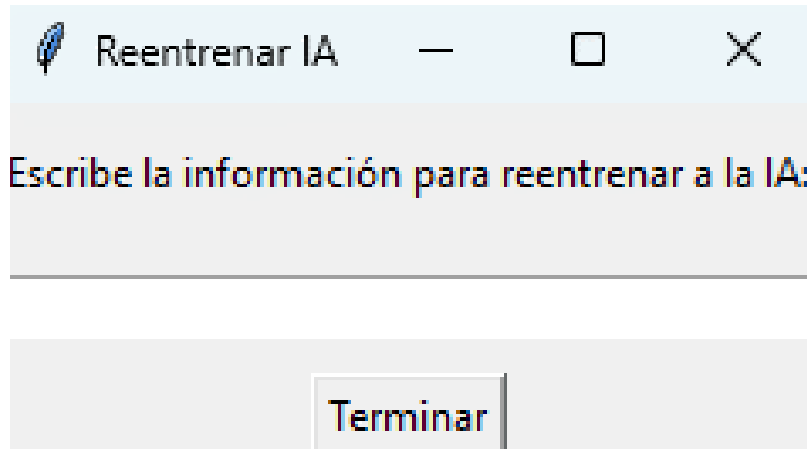 Reentrenar IA
Escribe la información para reentrenar a la IA:
Terminar